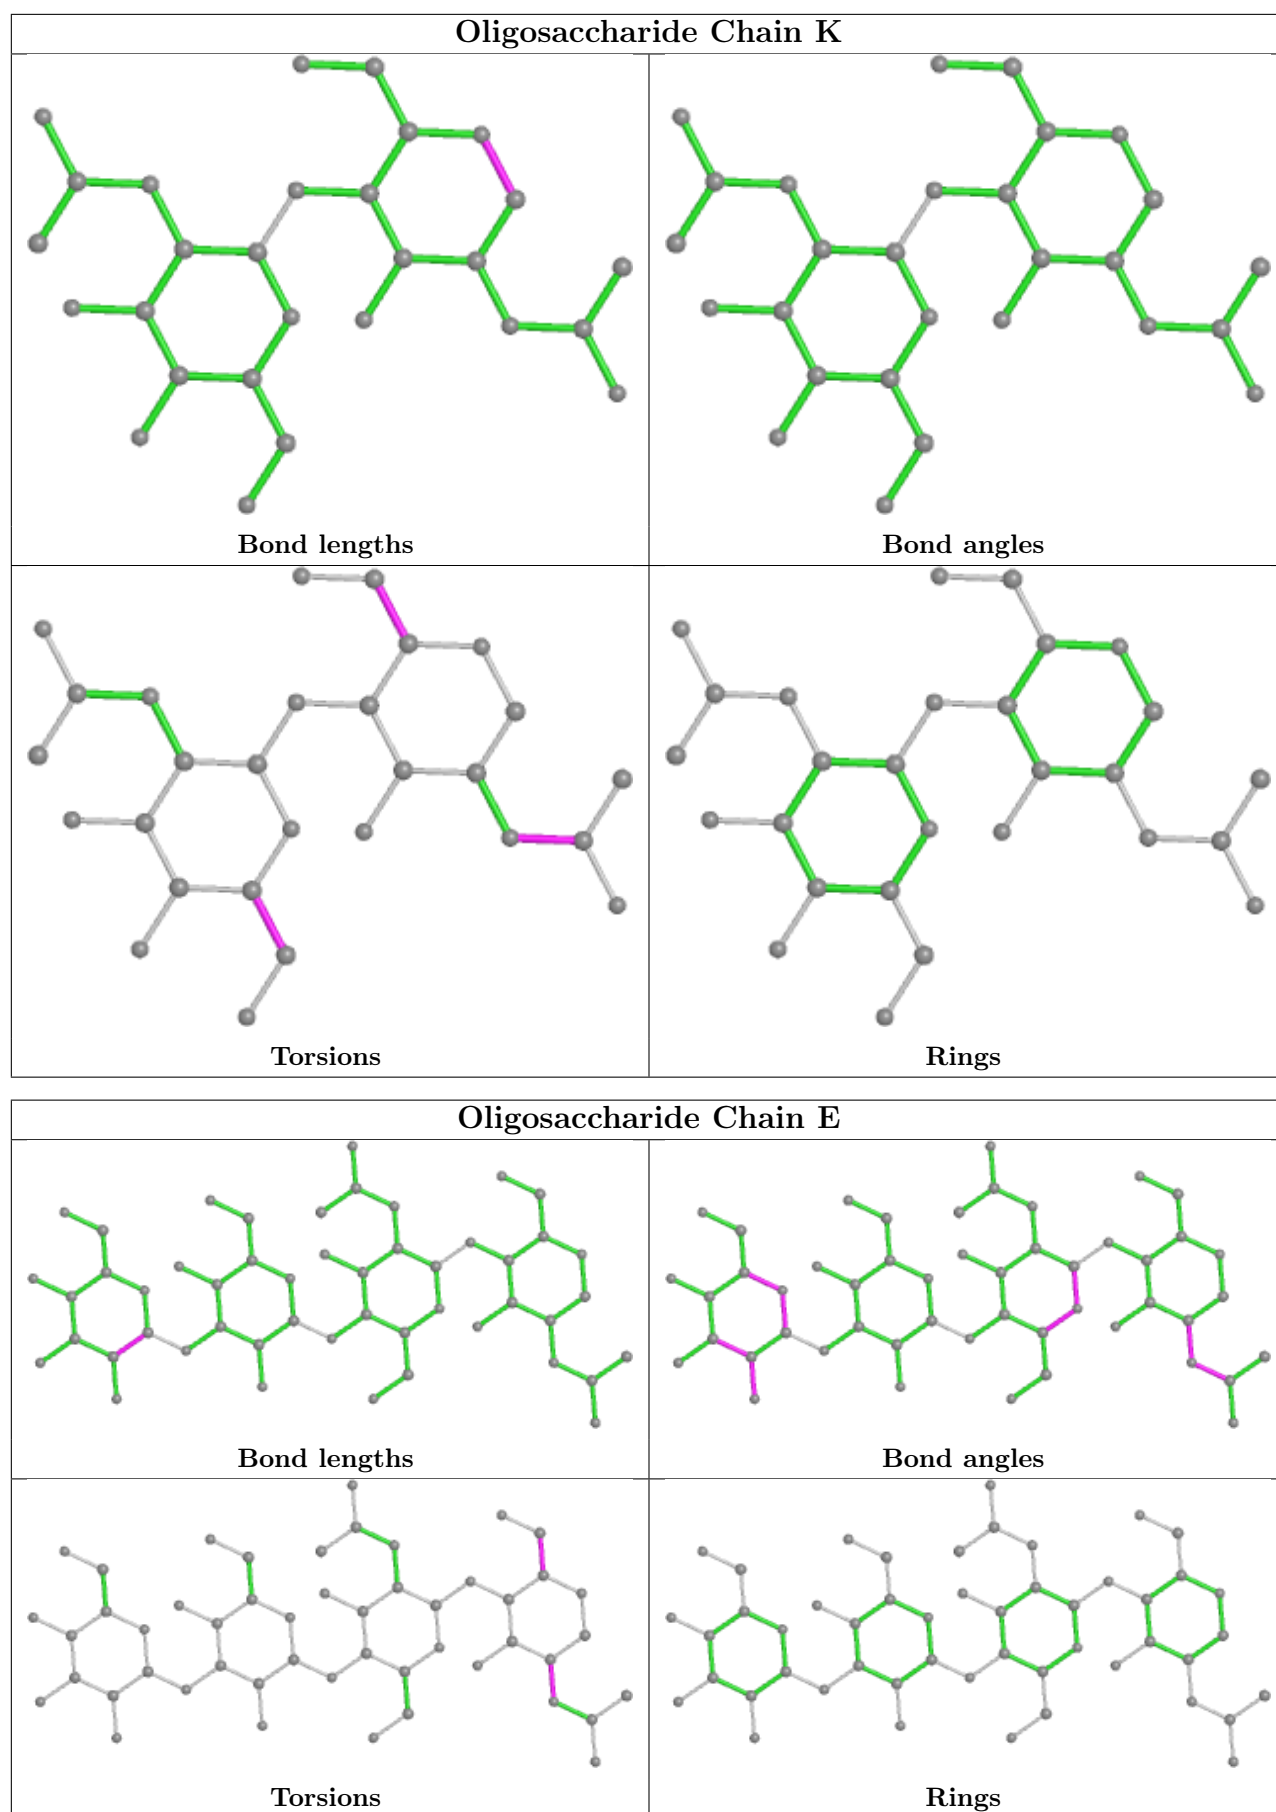 Oligosaccharide Chain K
Bond lengths
Bond angles
Torsions
Rings
Oligosaccharide Chain E
Bond lengths
Bond angles
Torsions
Rings